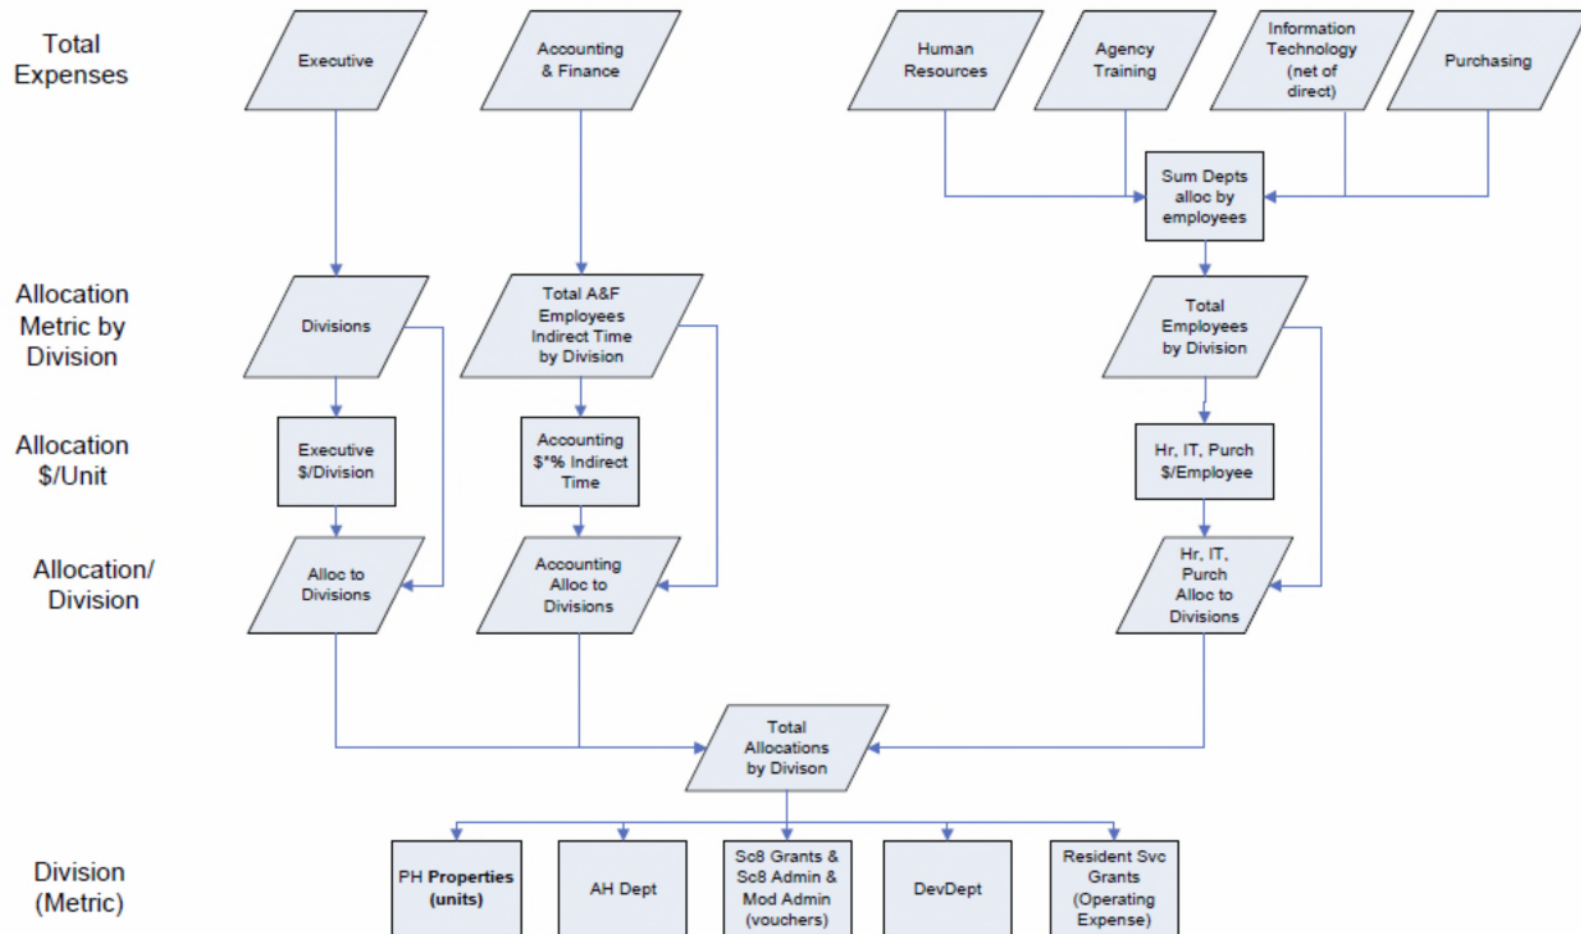 Total
Expenses
Executive
Accounting
& Finance
Human
Resources
Agency
Training
Information
Technology
(net of
direct)
Purchasing
Sum Depts
alloc by
employees
Allocation
Metric by
Division
Divisions
Total A&F
Employees
Indirect Time
by Division
Total
Employees
by Division
Allocation
$/Unit
Executive
$/Division
Accounting
$*% Indirect
Time
Hr, IT, Purch
$/Employee
Allocation/
Division
Alloc to
Divisions
Accounting
Alloc to
Divisions
Hr, IT,
Purch
Alloc to
Divisions
Total
Allocations
by Divison
Division
(Metric)
PH Properties
(units)
AH Dept
Sc8 Grants &
Sc8 Admin &
Mod Admin
(vouchers)
DevDept
Resident Svc
Grants
(Operating
Expense)